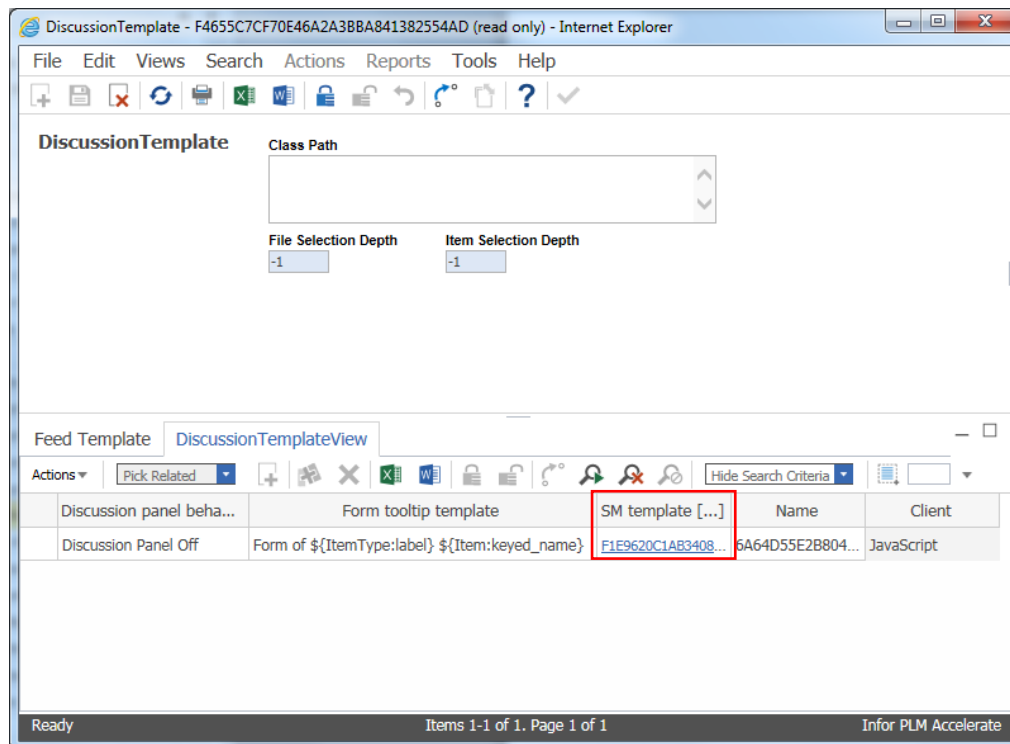 DiscussionTemplate - F4655C7CF70E46A2A3BBA841382554AD (read only) - Internet Explorer
File Edit Views Search Actions Reports Tools Help
DiscussionTemplate
Class Path
File Selection Depth Item Selection Depth
-1 -1
Feed Template DiscussionTemplateView
Actions Pick Related Hide Search Criteria
Discussion panel beha... Form tooltip template SM template [...] Name Client
Discussion Panel Off Form of ${ItemType:label} ${Item:keyed_name} F1E9620C1AB3408... 6A64D55E2B804... JavaScript
Ready Items 1-1 of 1. Page 1 of 1 Infor PLM Accelerate